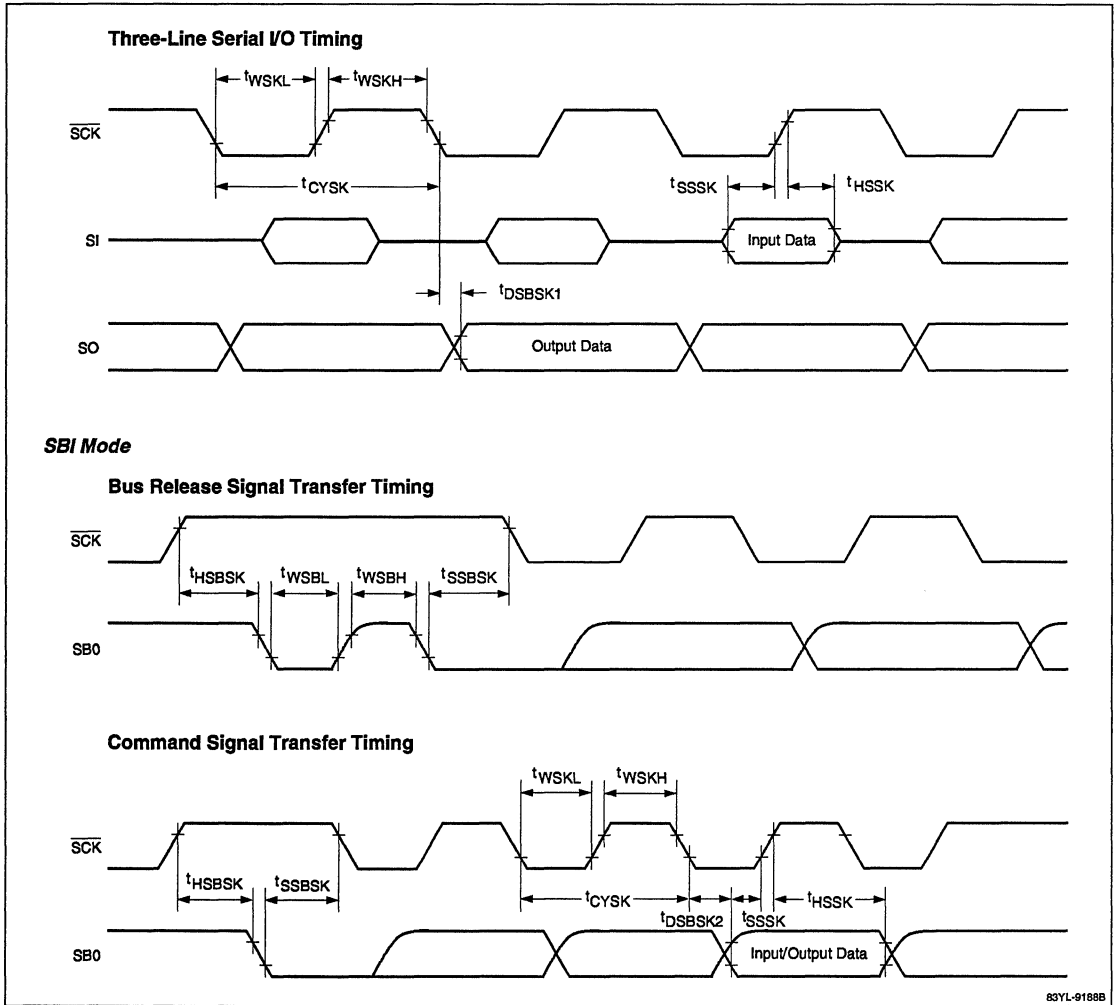 Three-Line Serial I/O Timing
tWSKL tWSKH
SCK
tCYSK tSSSK tHSSK
SI Input Data
tDSBSK1
SO Output Data
SBI Mode
Bus Release Signal Transfer Timing
SCK
tHSBSK tWSBL tWSBH tSSBSK
SB0
Command Signal Transfer Timing
tWSKL tWSKH
SCK
tHSBSK tSSBSK tCYSK tDSBSK2 tSSSK tHSSK
SB0 Input/Output Data
83YL-9188B